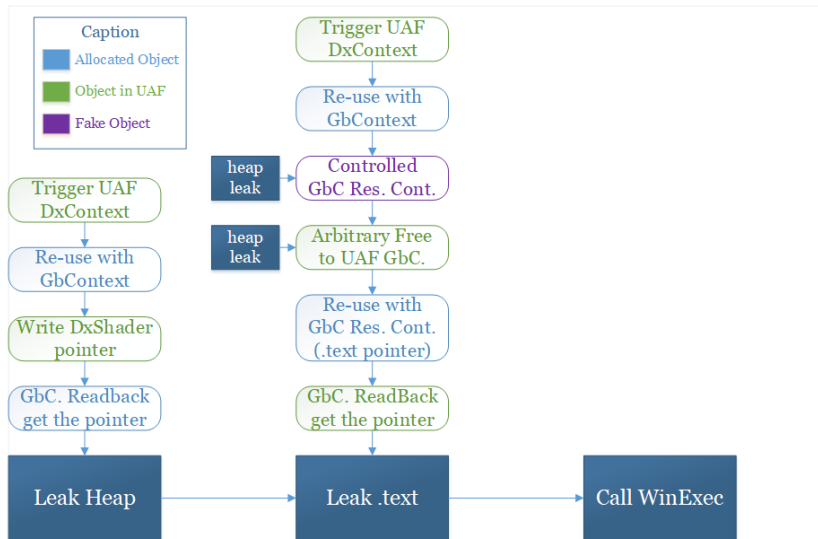 Caption
Allocated Object
Object in UAF
Fake Object
Trigger UAF
DxContext
Re-use with
GbContext
Write DxShader
pointer
GbC. Readback
get the pointer
Leak Heap
Trigger UAF
DxContext
Re-use with
GbContext
heap
leak
Controlled
GbC Res. Cont.
heap
leak
Arbitrary Free
to UAF GbC.
Re-use with
GbC Res. Cont.
(.text pointer)
GbC. ReadBack
get the pointer
Leak .text
Call WinExec